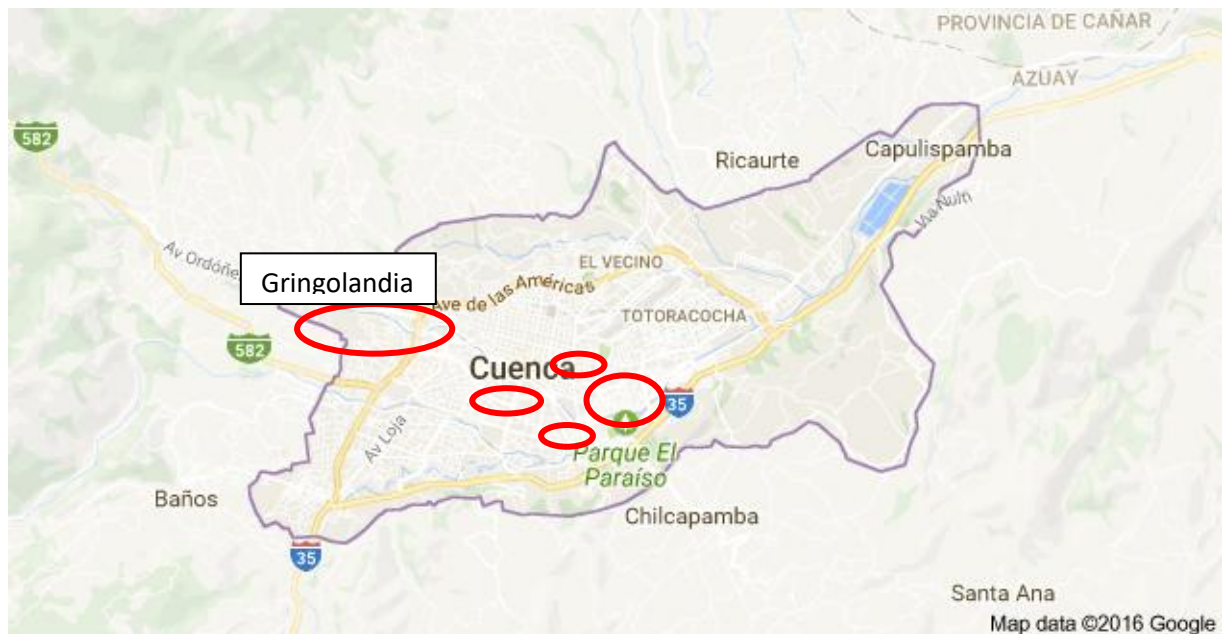 PROVINCIA DE CAÑAR
AZUAY
582
Ricaurte
Capulispamba
Vía Nulti
Av Ordóñe
EL VECINO
Gringolandia
Ave de las Américas
TOTORACOCHA
582
Cuenca
35
Av Loja
Parque El
Paraíso
Baños
Chilcapamba
35
Santa Ana
Map data ©2016 Google